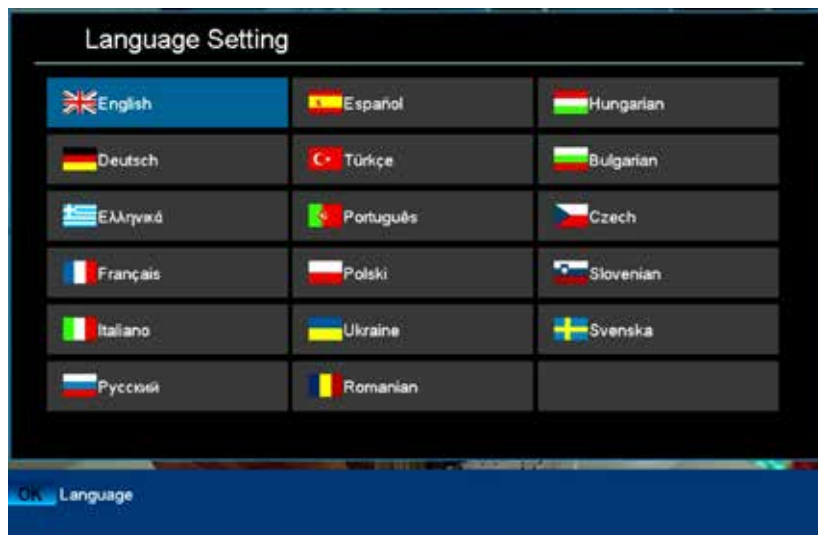 Language Setting
English
Español
Hungarian
Deutsch
Türkçe
Bulgarian
Ελληνικά
Português
Czech
Français
Polski
Slovenian
Italiano
Ukraine
Svenska
Русский
Romanian
OK Language